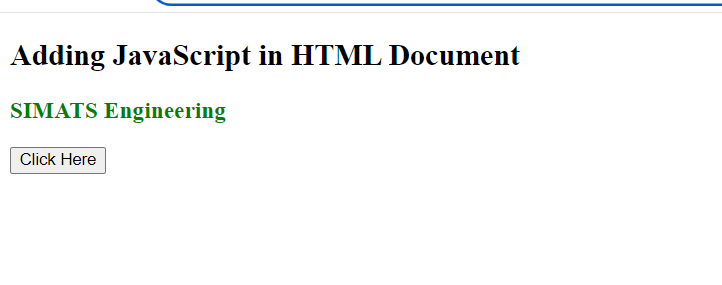 Adding JavaScript in HTML Document
SIMATS Engineering
Click Here